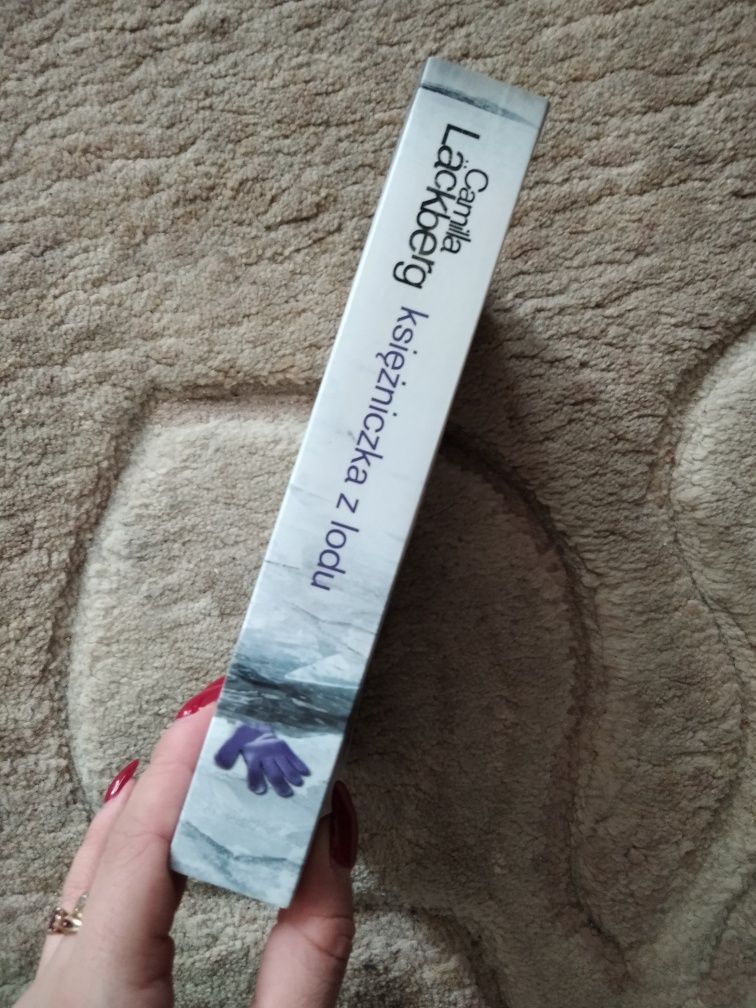 Camilla
Läckberg
księżniczka z lodu